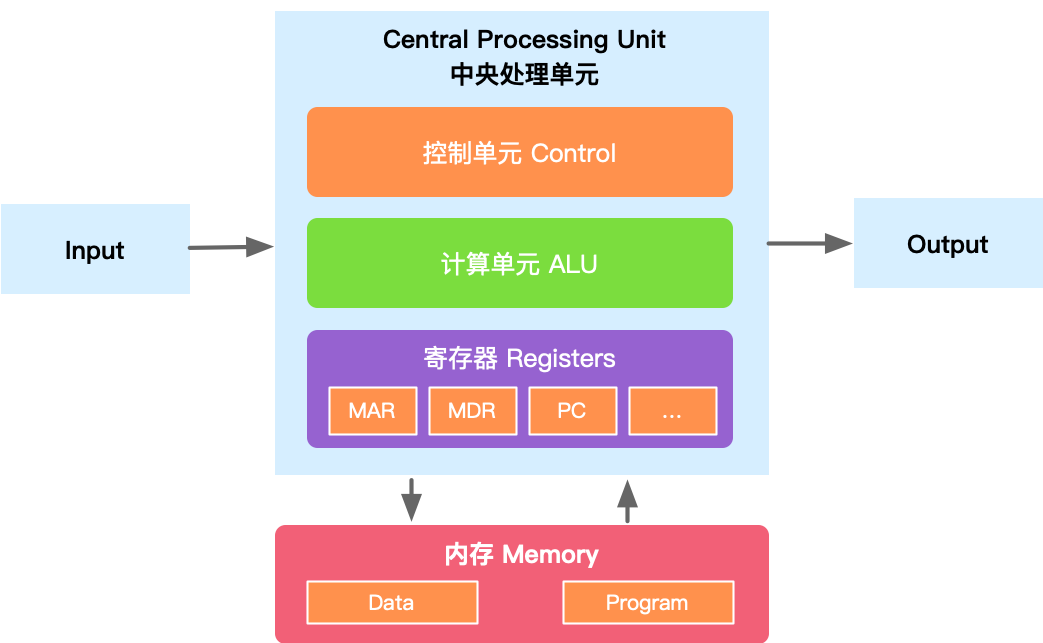 Central Processing Unit
中央处理单元
控制单元 Control
Input
计算单元 ALU
Output
寄存器 Registers
MAR
MDR
PC
...
内存 Memory
Data
Program